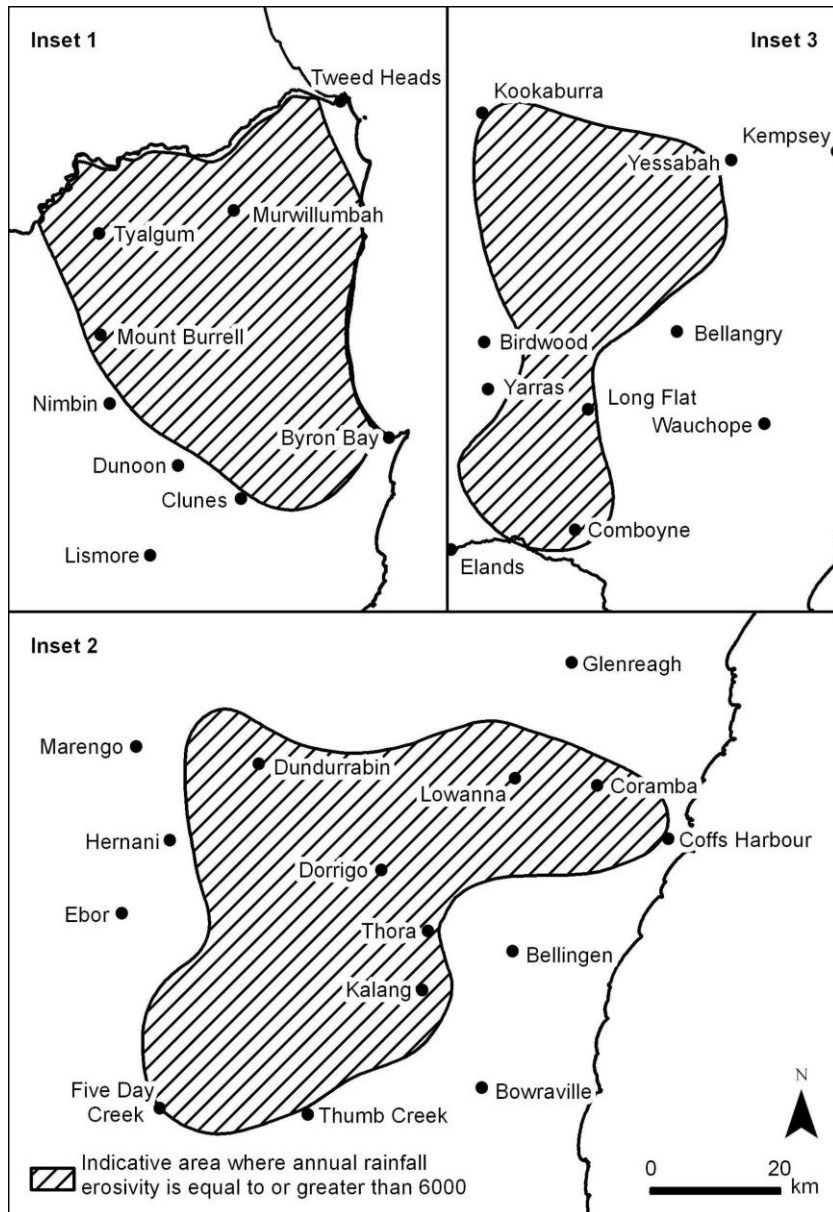 Inset 1
Tweed Heads
Murwillumbah
Tyalgum
Mount Burrell
Nimbin
Byron Bay
Dunoon
Clunes
Lismore
Inset 3
Kookaburra
Kempsey
Yessabah
Birdwood
Bellangry
Yarras
Long Flat
Wauchope
Comboyne
Elands
Inset 2
Glenreagh
Marengo
Dundurrabin
Lowanna
Coramba
Hernani
Coffs Harbour
Dorrigo
Ebor
Thora
Bellingen
Kalang
Five Day
Creek
Thumb Creek
Bowraville
N
Indicative area where annual rainfall
erosivity is equal to or greater than 6000
0 20
km